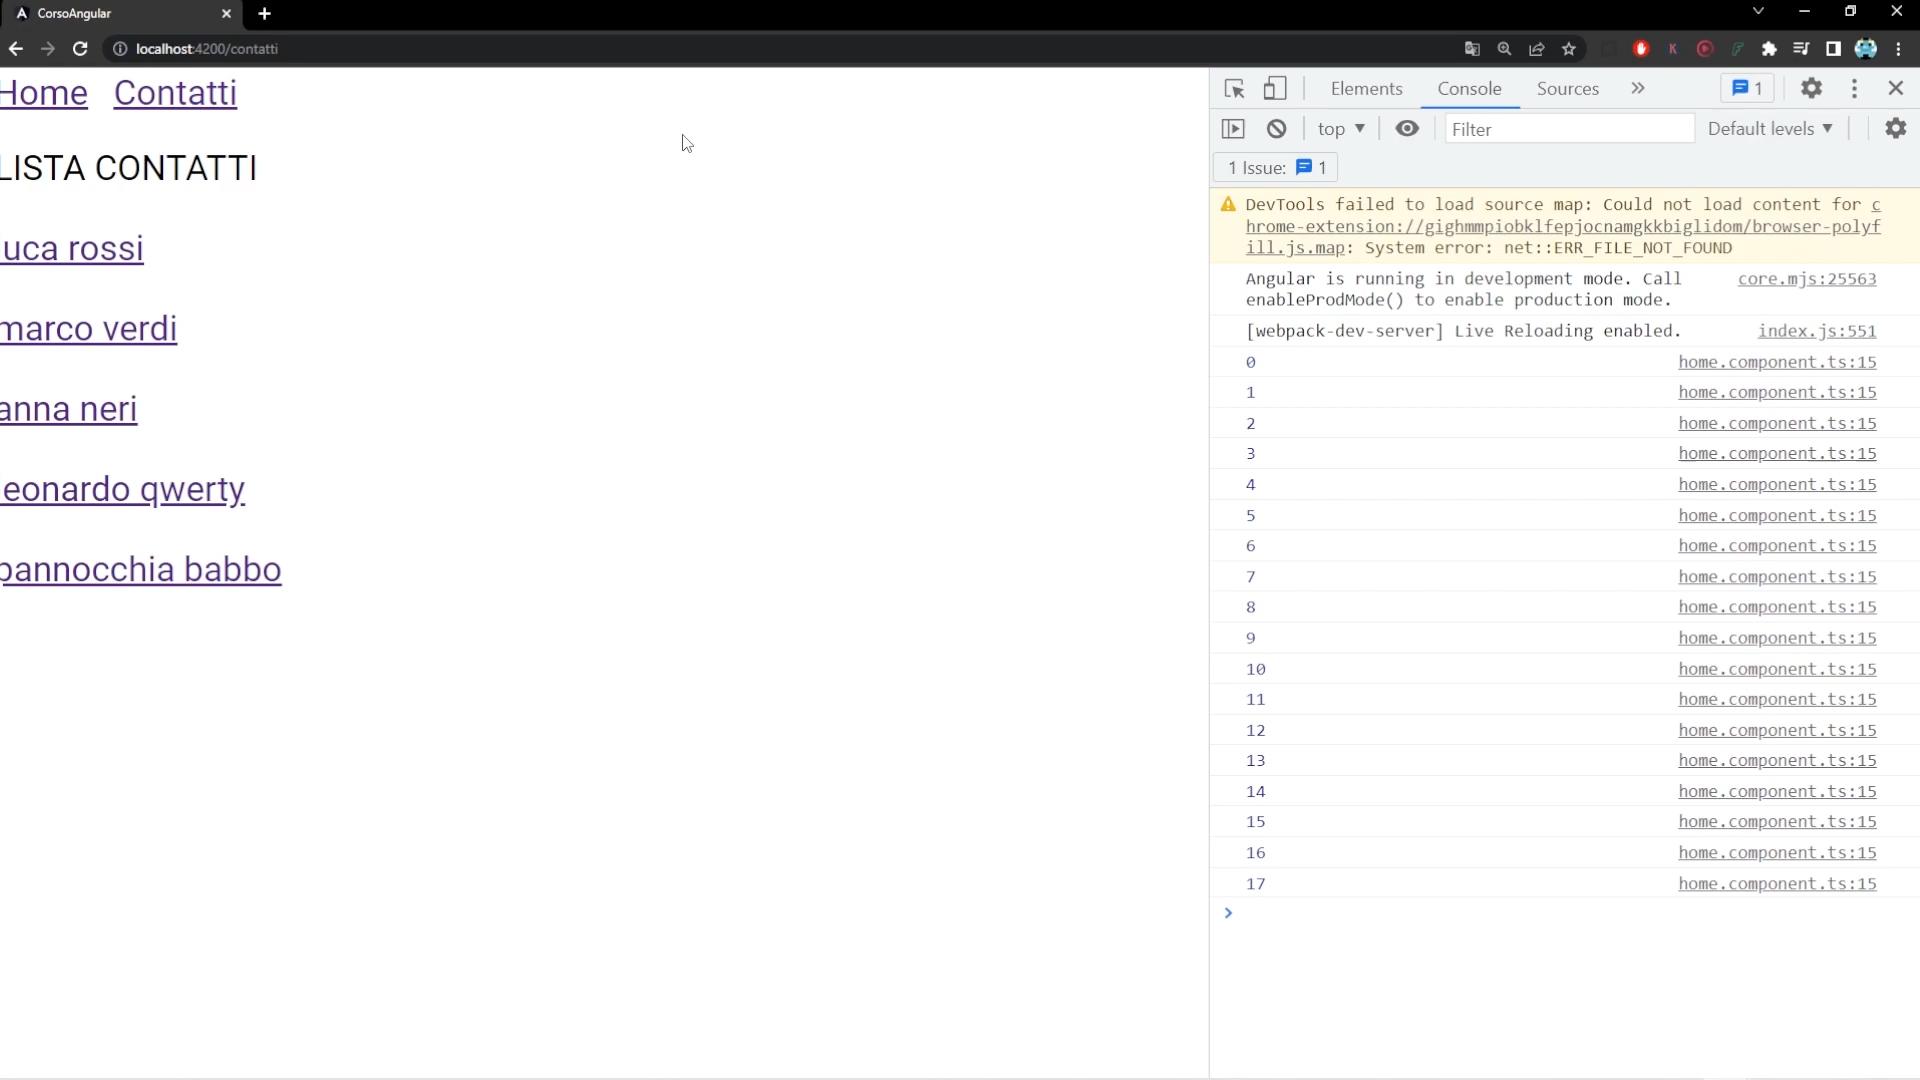 CorsoAngular
localhost:4200/contatti
Home Contatti
LISTA CONTATTI
luca rossi
marco verdi
anna neri
leonardo qwerty
pannocchia babbo
Elements Console Sources 1
top Filter Default levels
1 Issue: 1
DevTools failed to load source map: Could not load content for c
hrome-extension://gighmmpiobklfepjocnamgkkbiglidom/browser-polyf
ill.js.map: System error: net::ERR_FILE_NOT_FOUND
Angular is running in development mode. Call core.mjs:25563
enableProdMode() to enable production mode.
[webpack-dev-server] Live Reloading enabled. index.js:551
0 home.component.ts:15
1 home.component.ts:15
2 home.component.ts:15
3 home.component.ts:15
4 home.component.ts:15
5 home.component.ts:15
6 home.component.ts:15
7 home.component.ts:15
8 home.component.ts:15
9 home.component.ts:15
10 home.component.ts:15
11 home.component.ts:15
12 home.component.ts:15
13 home.component.ts:15
14 home.component.ts:15
15 home.component.ts:15
16 home.component.ts:15
17 home.component.ts:15